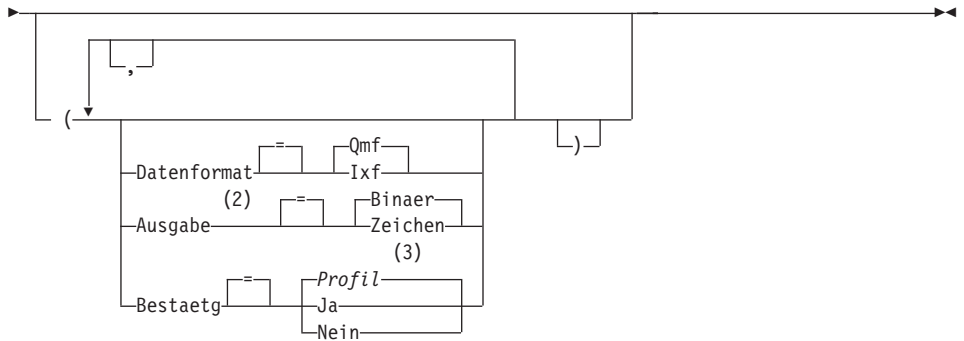 ,
(
)
= Qmf
Datenformat Ixf
(2)
= Binaer
Ausgabe Zeichen
(3)
= Profil
Bestaetg Ja
Nein